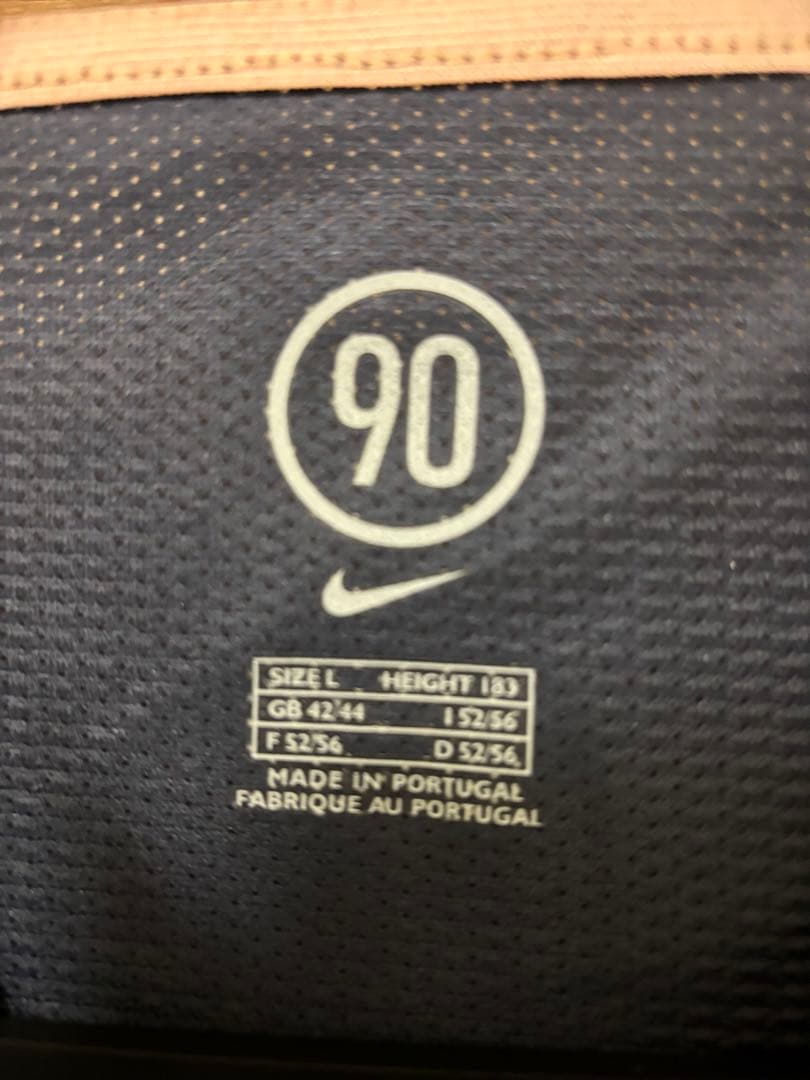 90
SIZE L HEIGHT 183
GB 42/44 I 52/56
F 52/56 D 52/56
MADE IN PORTUGAL
FABRIQUE AU PORTUGAL